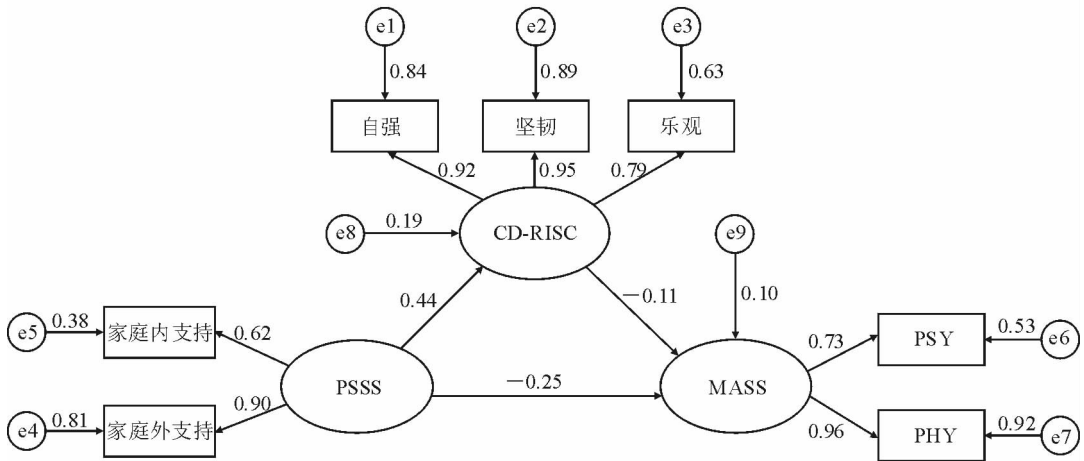 e1 e2 e3
0.84 0.89 0.63
自强 坚韧 乐观
0.92 0.95 0.79
e8 0.19 CD-RISC e9
0.44 －0.11 0.10
e5 0.38 家庭内支持 0.62 0.73 PSY 0.53 e6
PSSS －0.25 MASS
e4 0.81 家庭外支持 0.90 0.96 PHY 0.92 e7